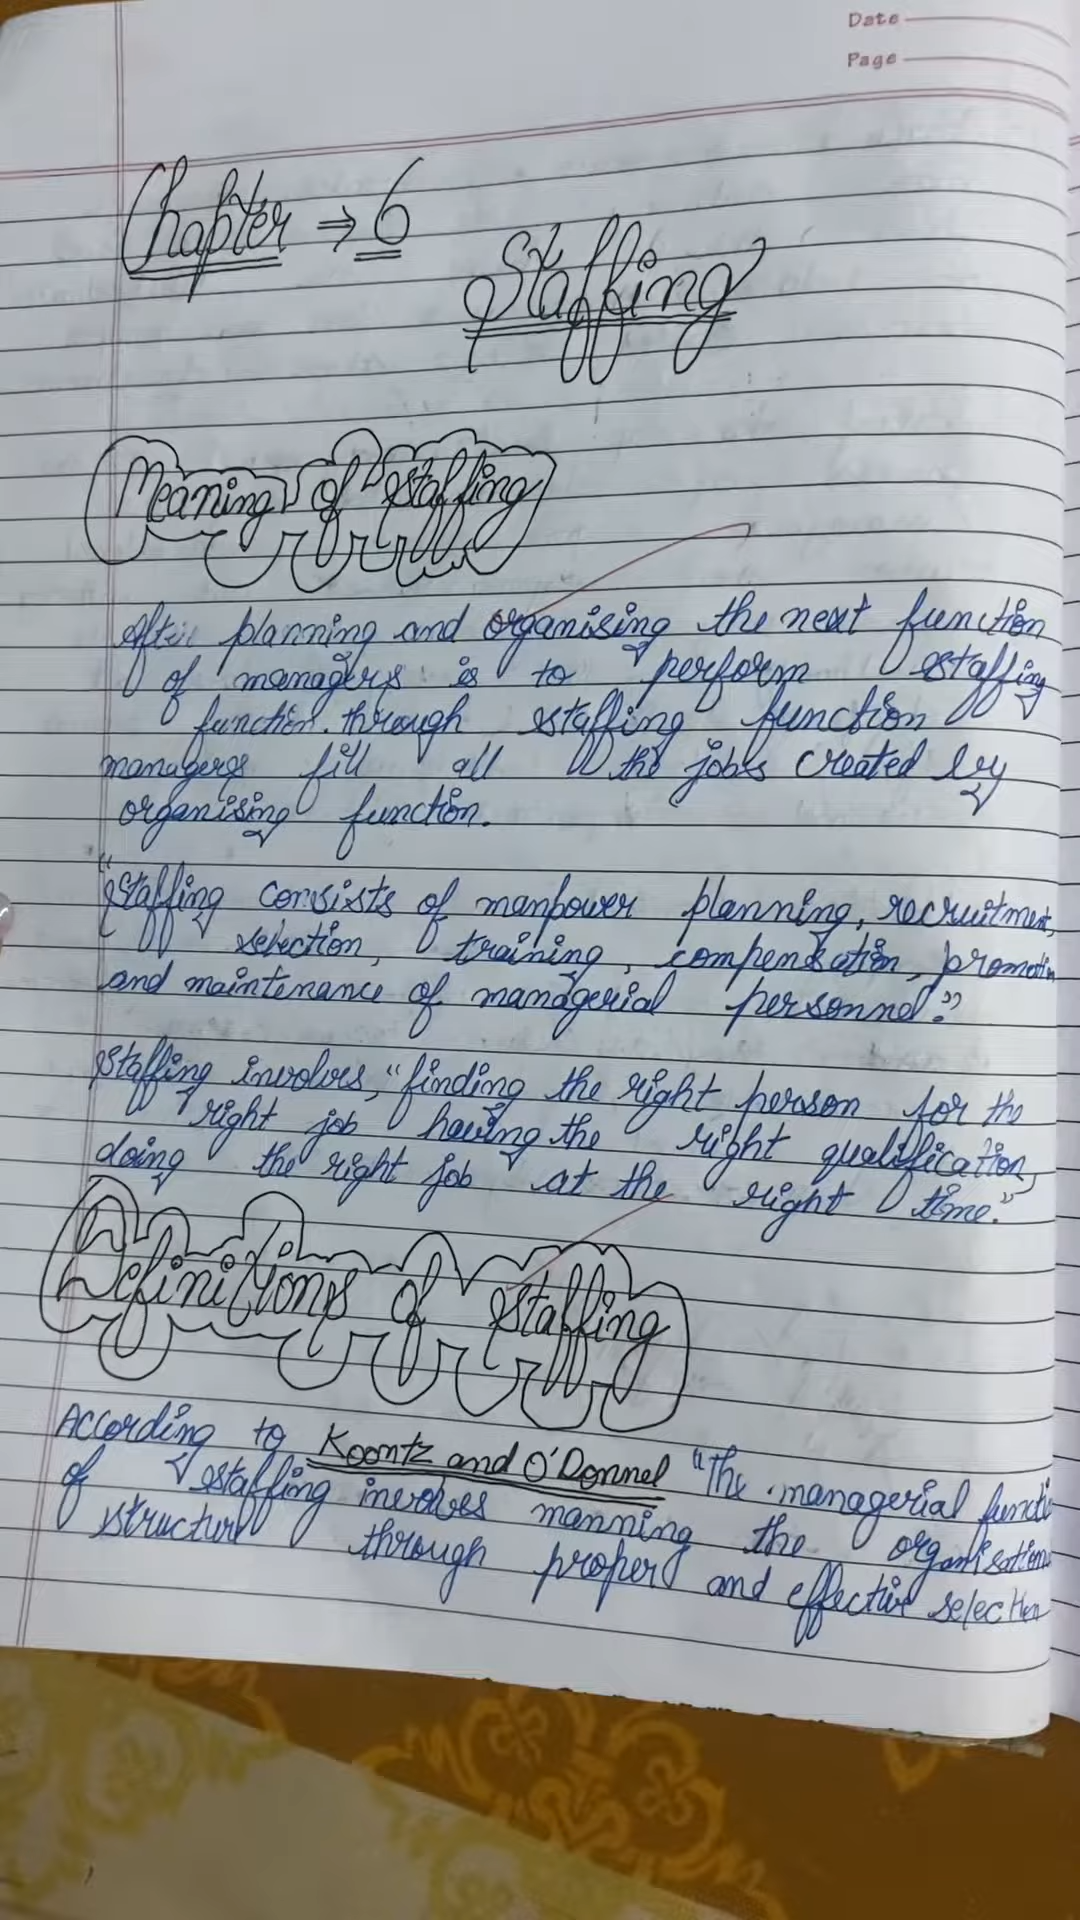 Date
Page
Chapter ⇒ 6
Staffing
Meaning of Staffing
After planning and organising the next function
of managers is to perform staffing
function. through staffing function
managers fill all the jobs created by
organising function.
"Staffing consists of manpower planning, recruitment,
selection, training, compensation, promotion
and maintenance of managerial personnel."
Staffing involves, "finding the right person for the
right job having the right qualification,
doing the right job at the right time."
Definitions of Staffing
According to Koontz and O'Donnel "The managerial functi
of staffing involves manning the organisation
structure through proper and effective selection